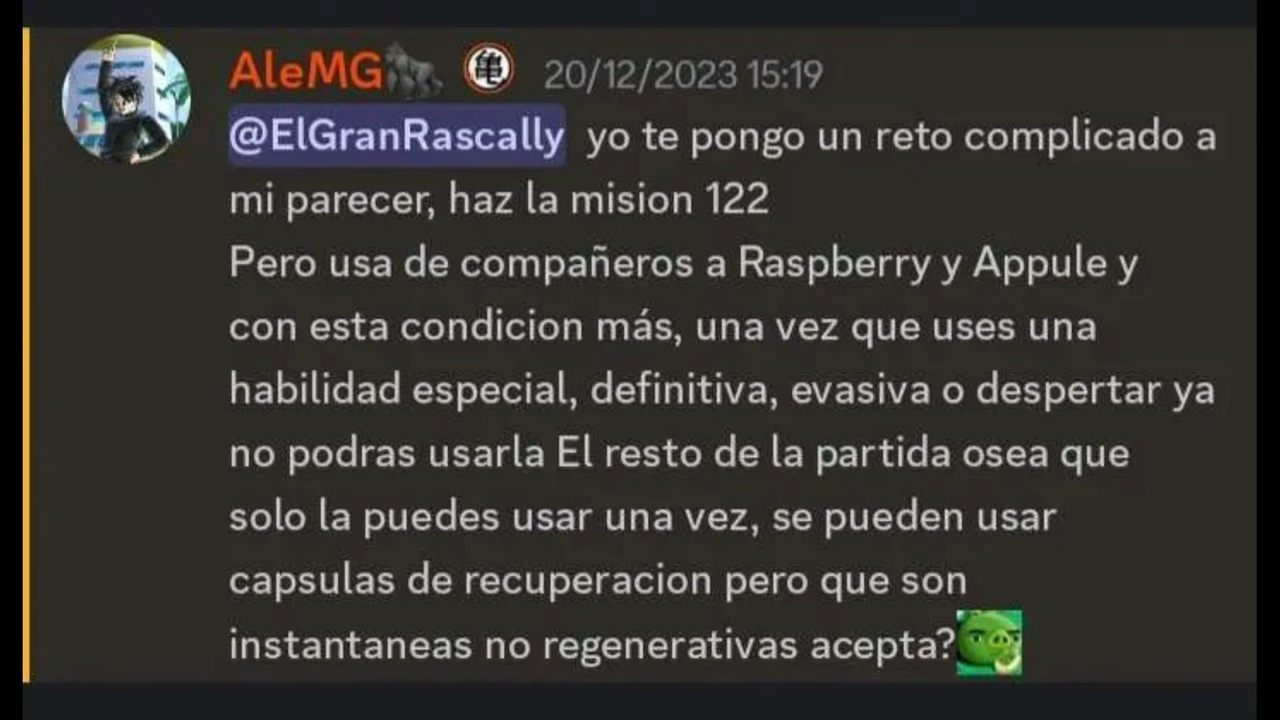 AleMG 20/12/2023 15:19
@ElGranRascally yo te pongo un reto complicado a
mi parecer, haz la mision 122
Pero usa de compañeros a Raspberry y Appule y
con esta condicion más, una vez que uses una
habilidad especial, definitiva, evasiva o despertar ya
no podras usarla El resto de la partida osea que
solo la puedes usar una vez, se pueden usar
capsulas de recuperacion pero que son
instantaneas no regenerativas acepta?